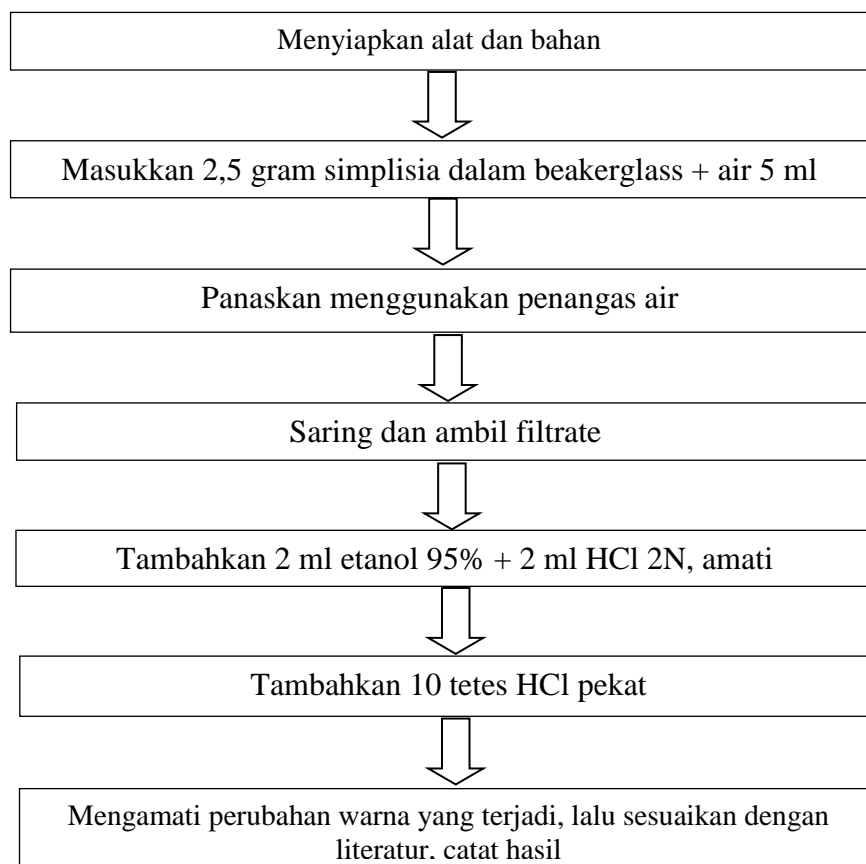 Menyiapkan alat dan bahan
Masukkan 2,5 gram simplisia dalam beakerglass + air 5 ml
Panaskan menggunakan penangas air
Saring dan ambil filtrate
Tambahkan 2 ml etanol 95% + 2 ml HCl 2N, amati
Tambahkan 10 tetes HCl pekat
Mengamati perubahan warna yang terjadi, lalu sesuaikan dengan
literatur, catat hasil